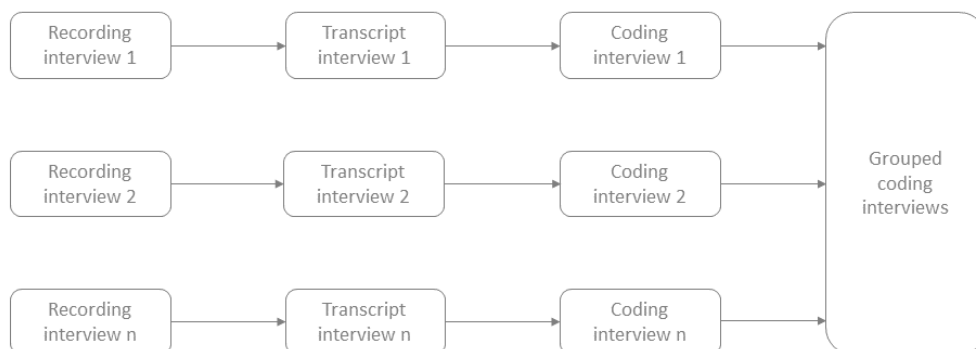 Recording
interview 1
Transcript
interview 1
Coding
interview 1
Recording
interview 2
Transcript
interview 2
Coding
interview 2
Grouped
coding
interviews
Recording
interview n
Transcript
interview n
Coding
interview n